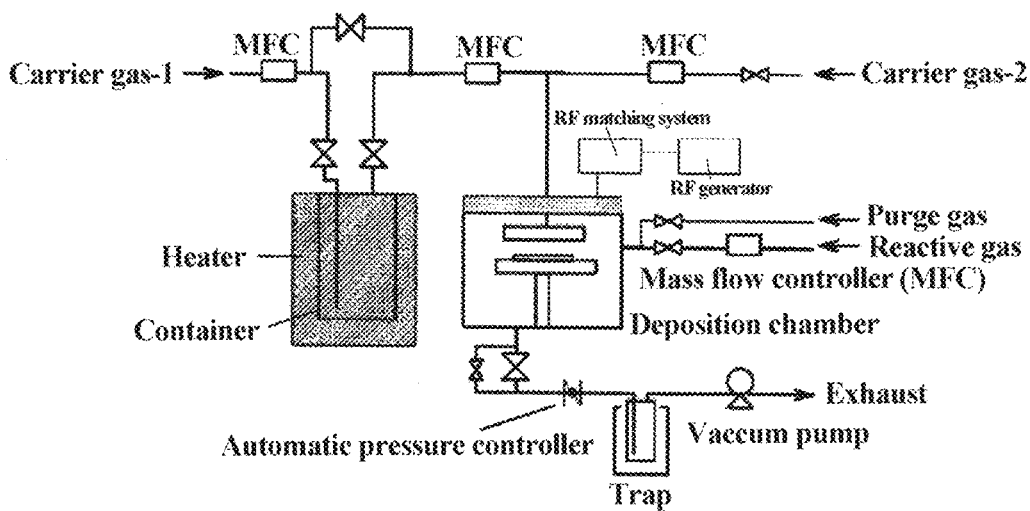 MFC
MFC
MFC
Carrier gas-1
Carrier gas-2
RF matching system
RF generator
Purge gas
Reactive gas
Heater
Mass flow controller (MFC)
Container
Deposition chamber
Exhaust
Automatic pressure controller
Vaccum pump
Trap